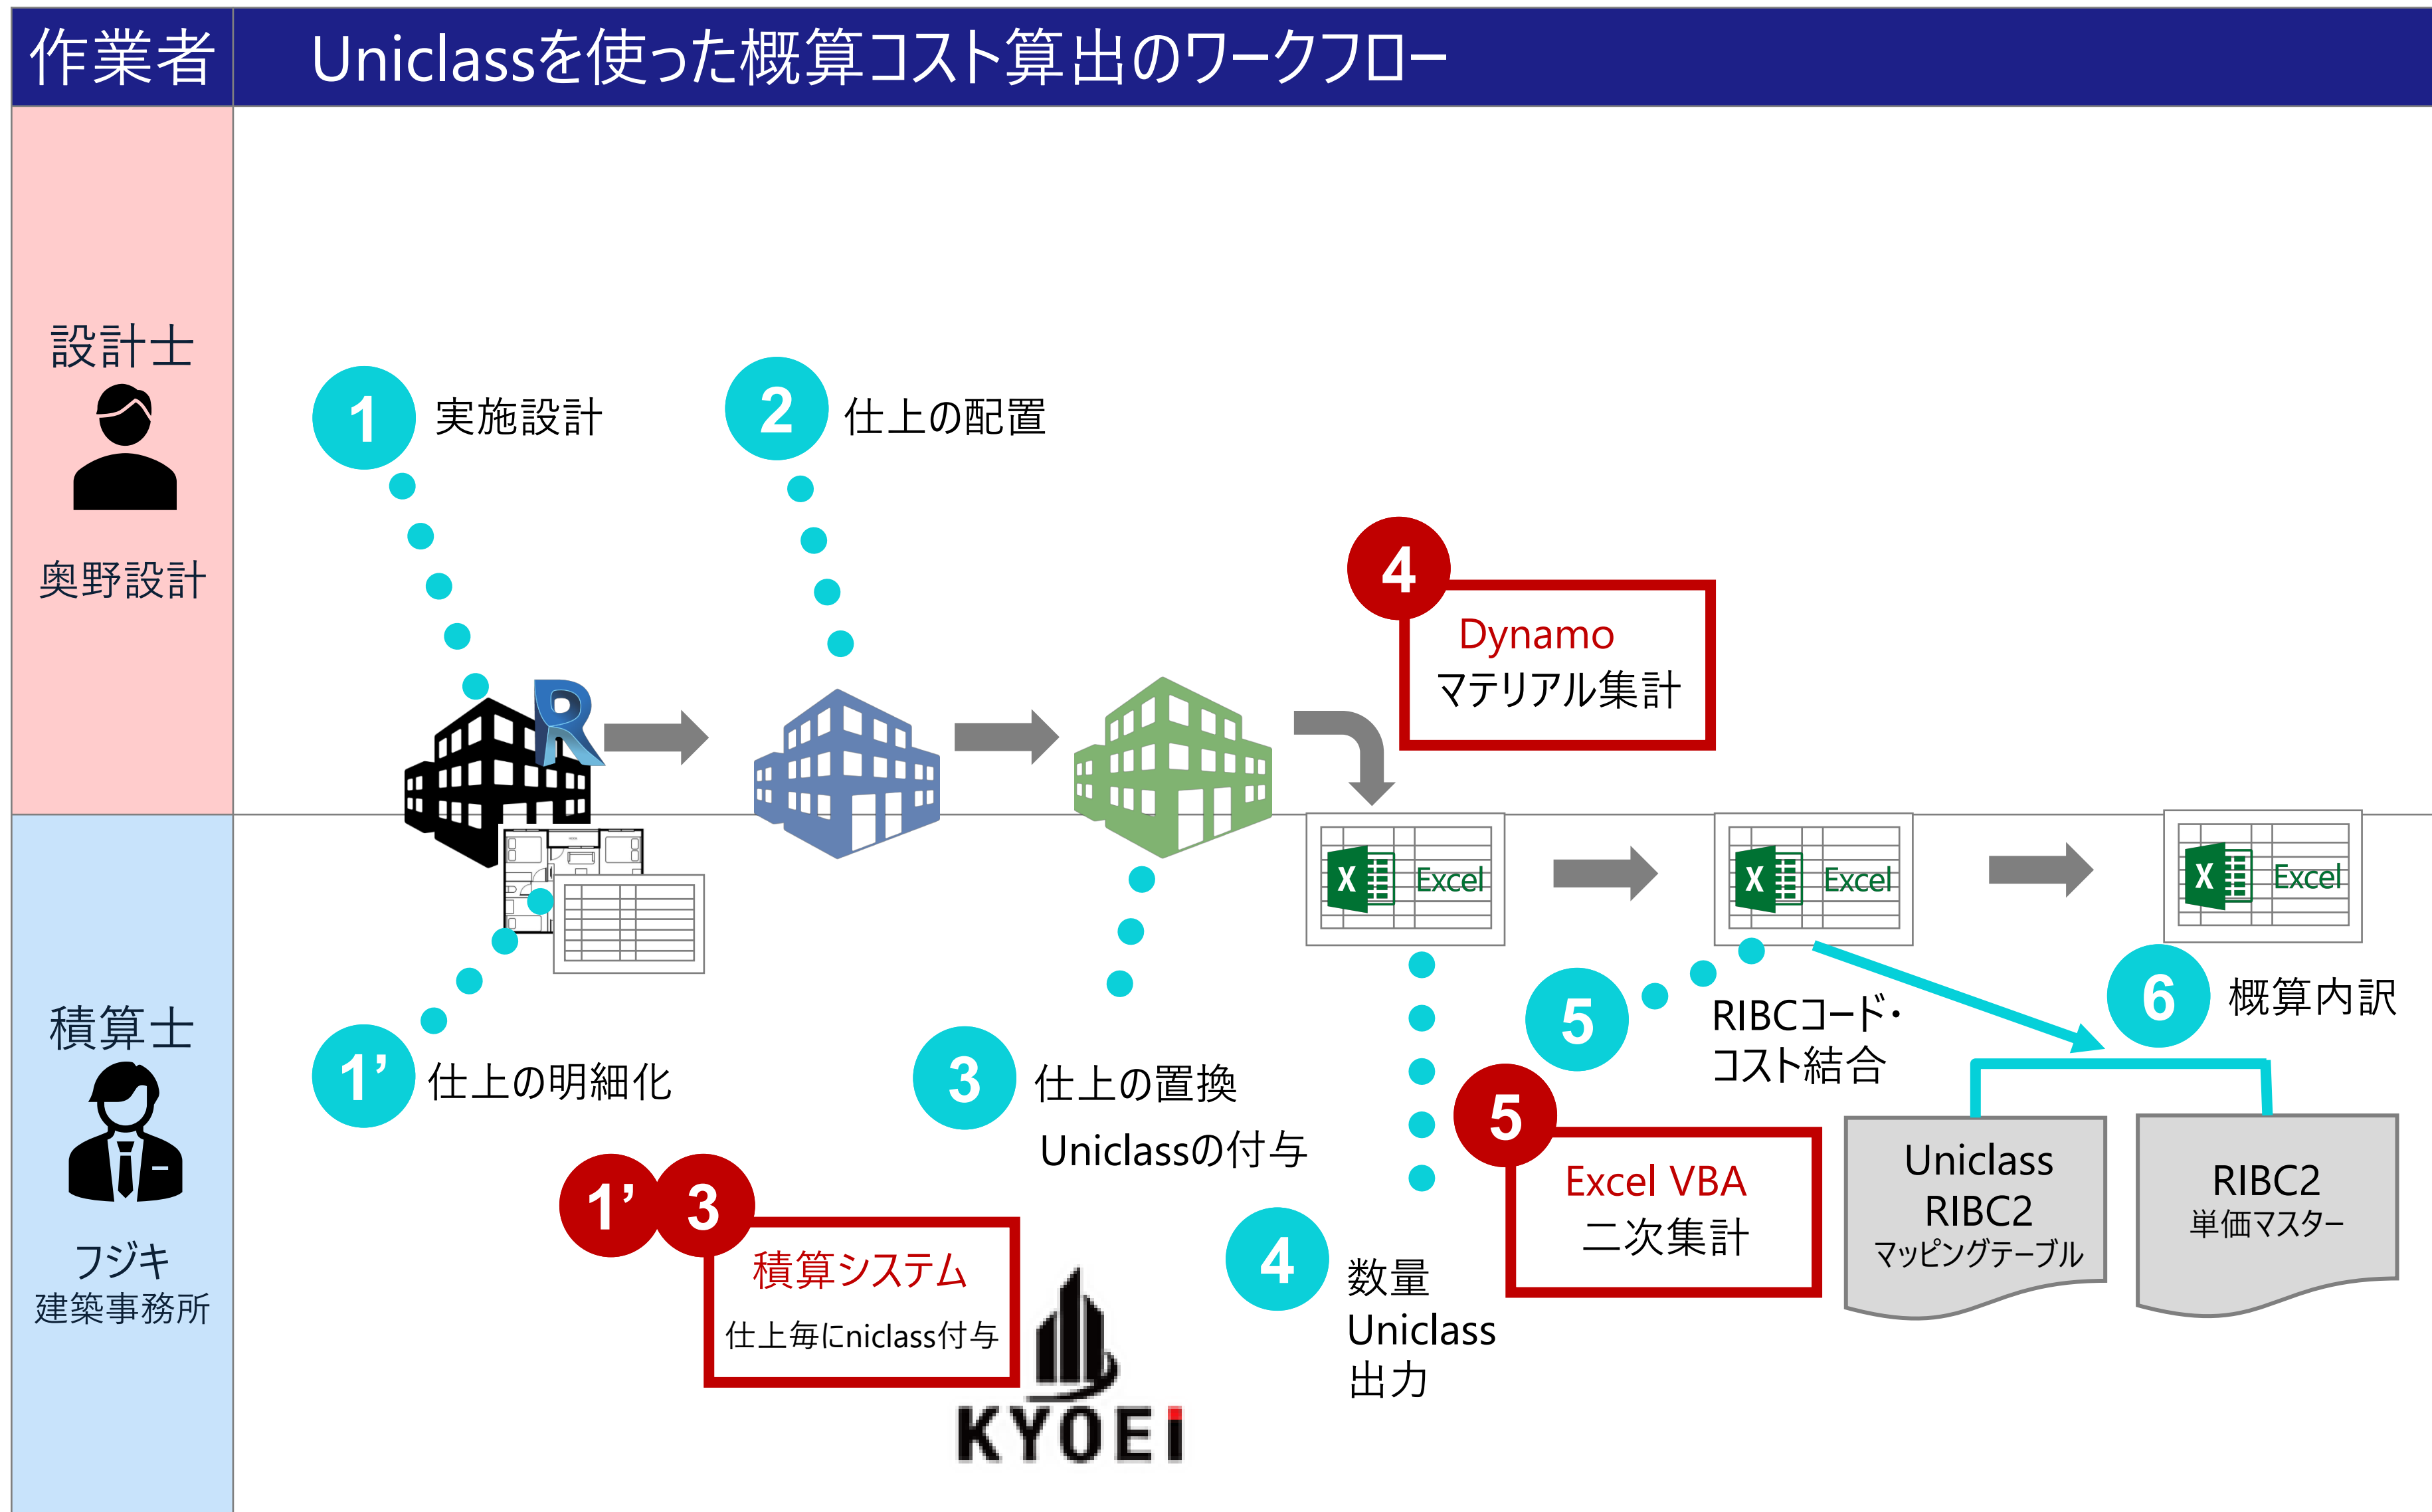 作業者
Uniclassを使った概算コスト算出のワークフロー
設計士
奥野設計
1
実施設計
2
仕上の配置
4
Dynamo
マテリアル集計
R
X Excel
X Excel
X Excel
積算士
フジキ
建築事務所
1’
仕上の明細化
3
仕上の置換
Uniclassの付与
1’
3
積算システム
仕上毎にniclass付与
KYOEI
4
数量
Uniclass
出力
5
RIBCコード・
コスト結合
5
Excel VBA
二次集計
6
概算内訳
Uniclass
RIBC2
マッピングテーブル
RIBC2
単価マスター